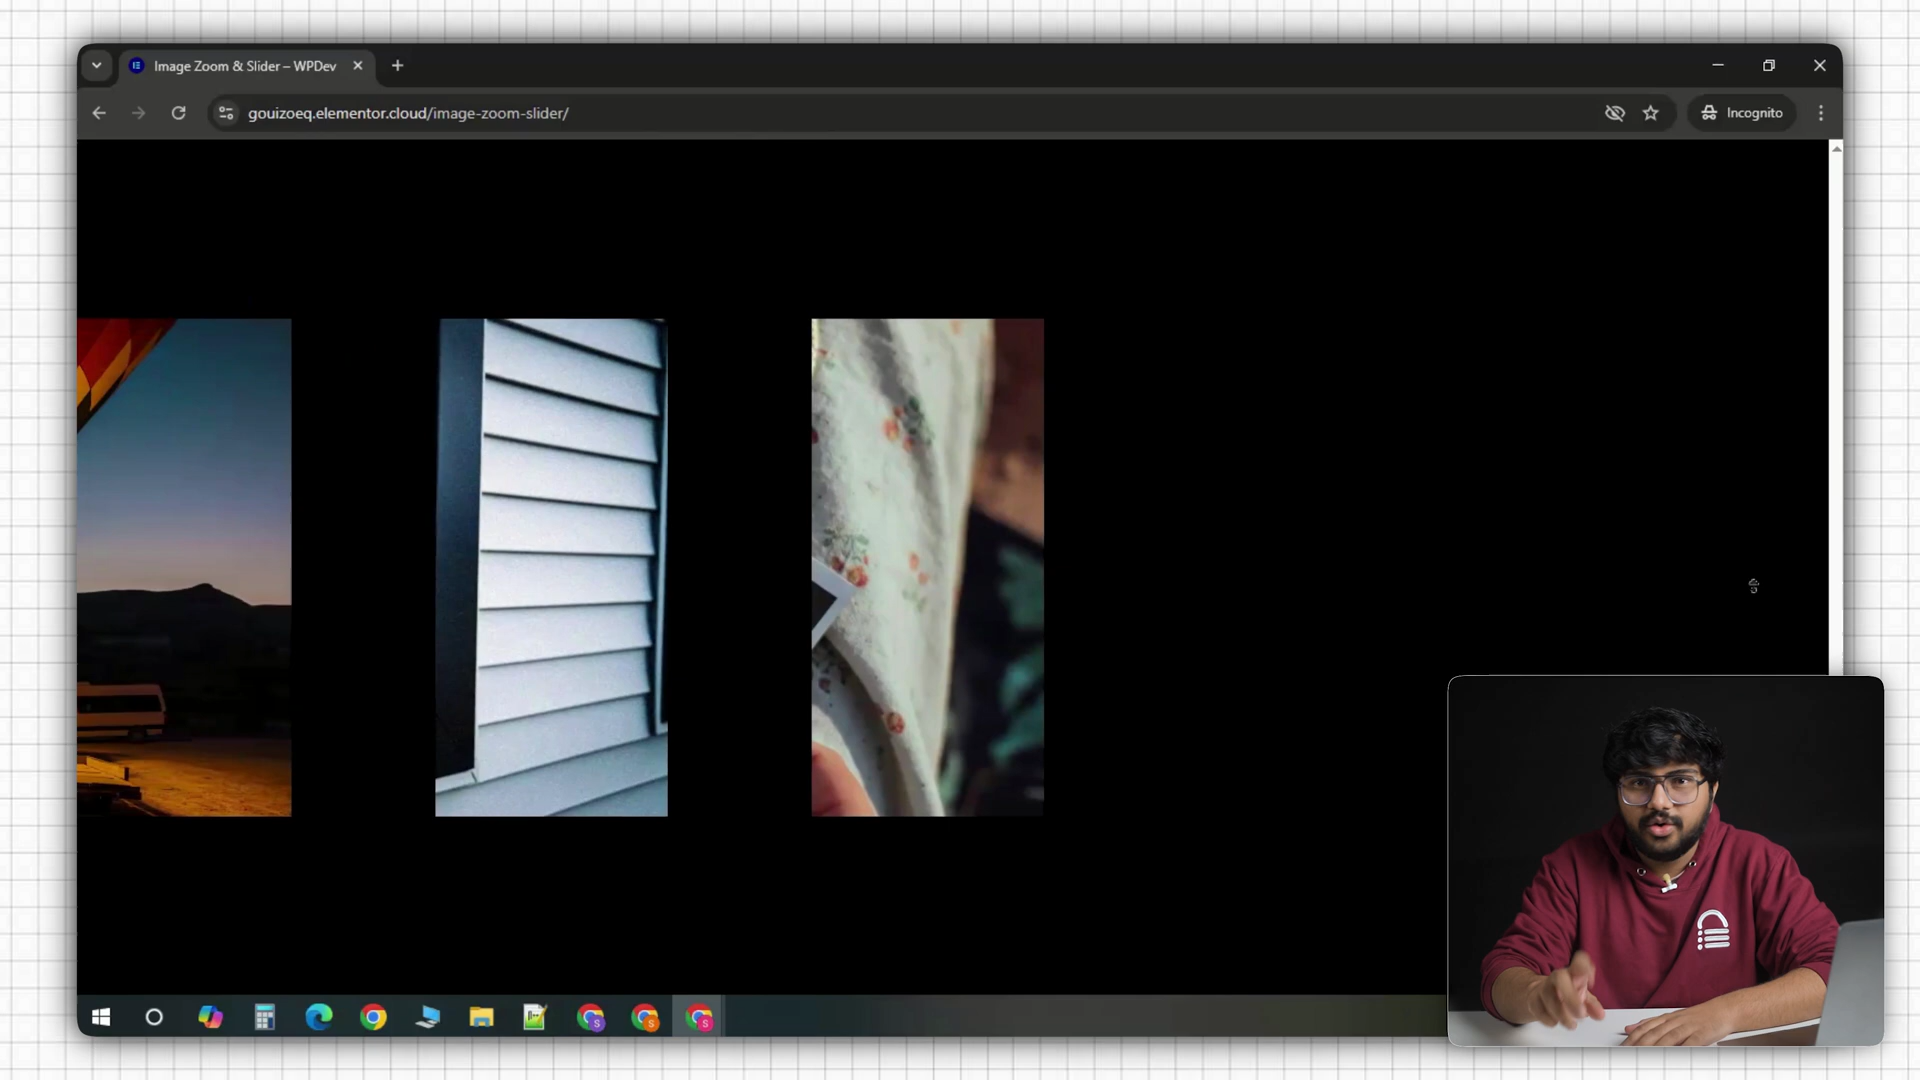 Image Zoom & Slider – WPDev
gouizoeq.elementor.cloud/image-zoom-slider/
Incognito
S
S
S